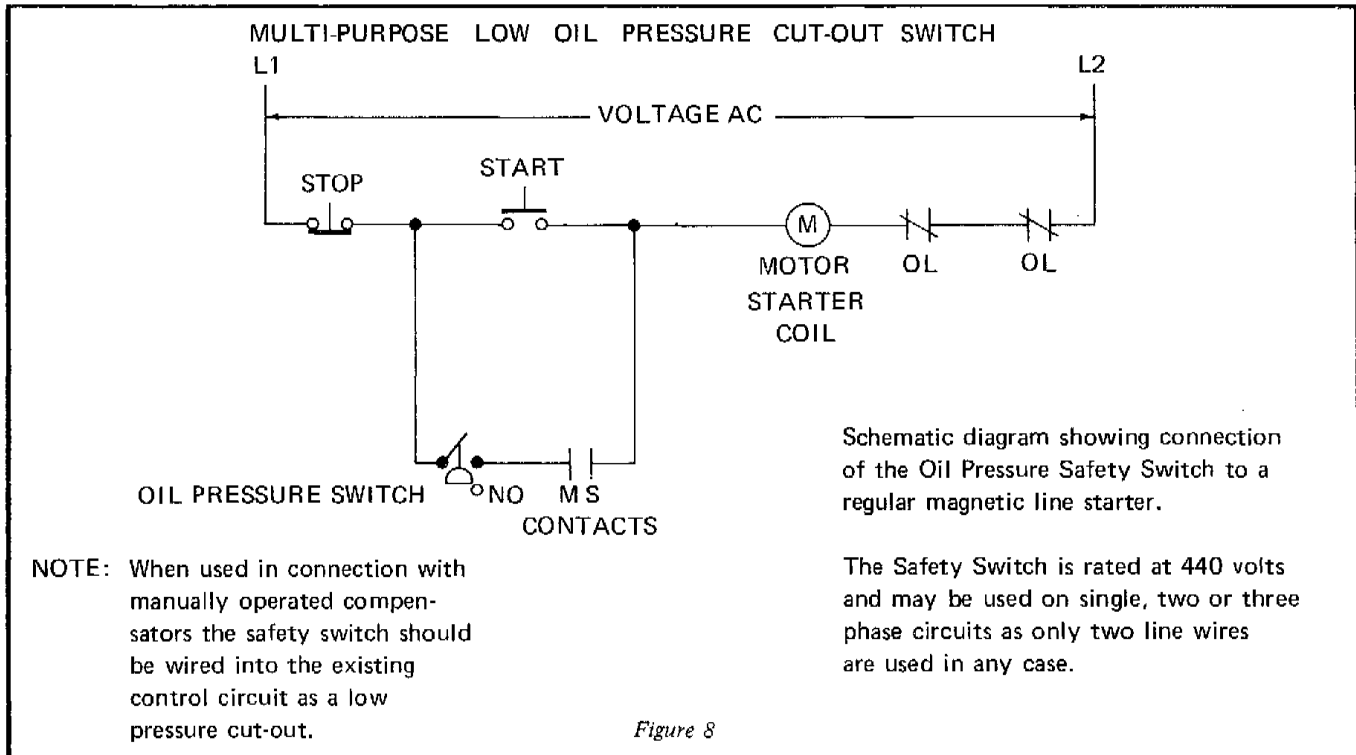 MULTI-PURPOSE LOW OIL PRESSURE CUT-OUT SWITCH
L1
L2
VOLTAGE AC
STOP
START
M
MOTOR
STARTER
COIL
OL
OL
OIL PRESSURE SWITCH
NO
M S
CONTACTS
Schematic diagram showing connection
of the Oil Pressure Safety Switch to a
regular magnetic line starter.
NOTE: When used in connection with
manually operated compen-
sators the safety switch should
be wired into the existing
control circuit as a low
pressure cut-out.
The Safety Switch is rated at 440 volts
and may be used on single, two or three
phase circuits as only two line wires
are used in any case.
Figure 8